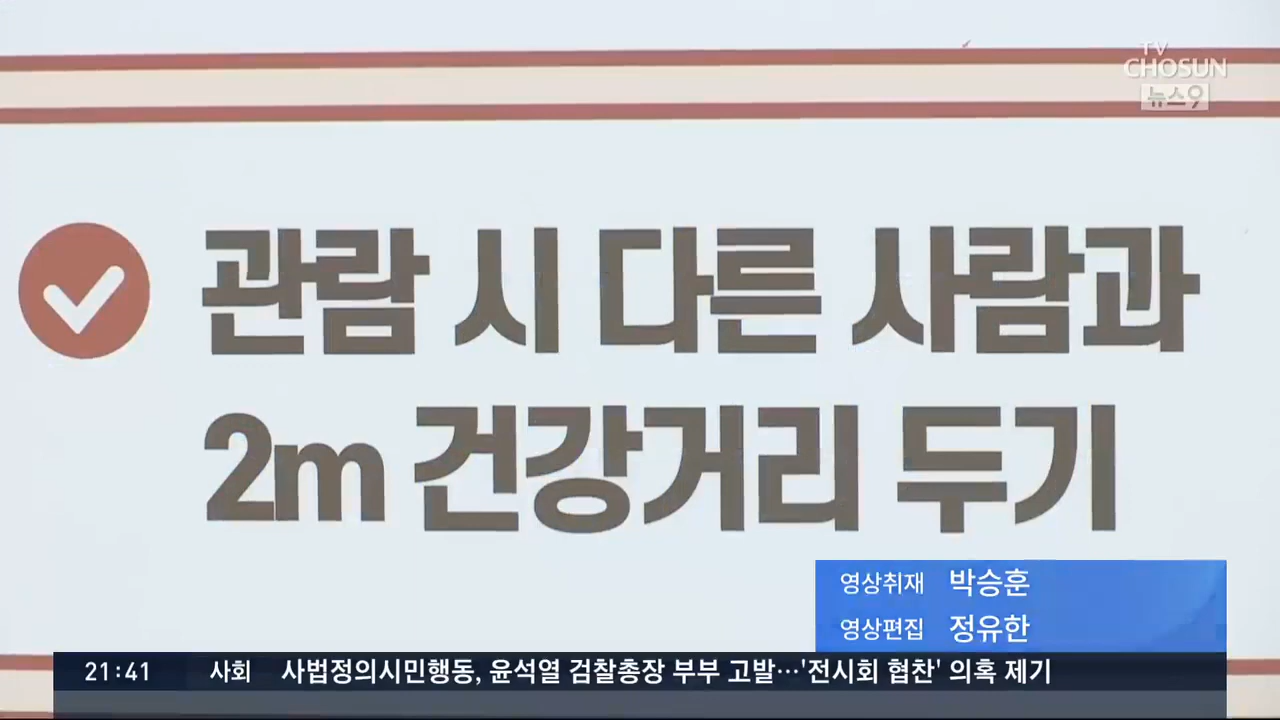 TV
CHOSUN
뉴스9
관람 시 다른 사람과
2m 건강거리 두기
영상취재 박승훈
영상편집 정유한
21:41 사회 사법정의시민행동, 윤석열 검찰총장 부부 고발…'전시회 협찬' 의혹 제기